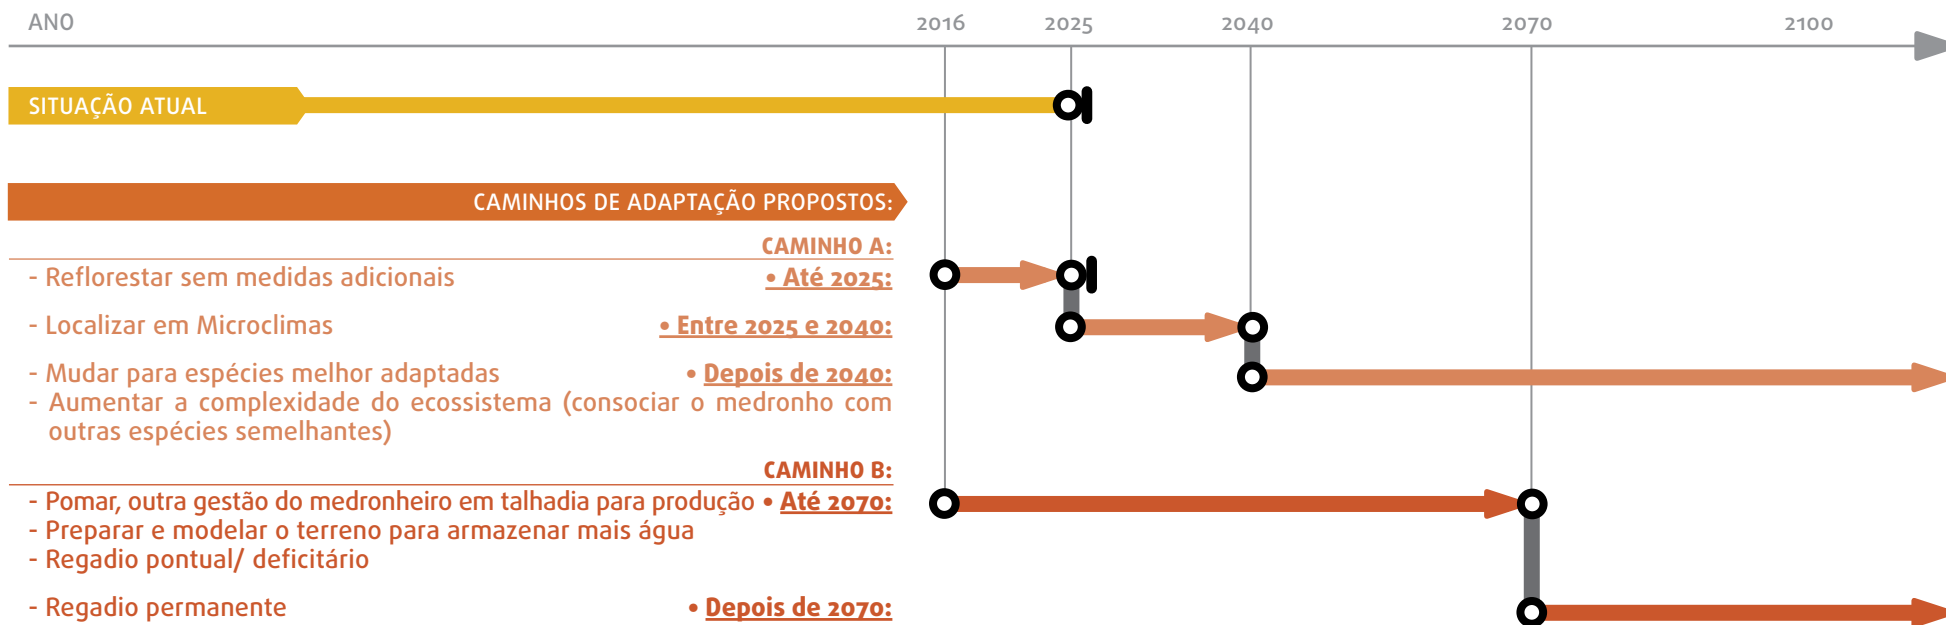 ANO 2016 2025 2040 2070 2100
SITUAÇÃO ATUAL
CAMINHOS DE ADAPTAÇÃO PROPOSTOS:
CAMINHO A:
- Reflorestar sem medidas adicionais • Até 2025:
- Localizar em Microclimas • Entre 2025 e 2040:
- Mudar para espécies melhor adaptadas • Depois de 2040:
- Aumentar a complexidade do ecossistema (consociar o medronho com
outras espécies semelhantes)
CAMINHO B:
- Pomar, outra gestão do medronheiro em talhadia para produção • Até 2070:
- Preparar e modelar o terreno para armazenar mais água
- Regadio pontual/ deficitário
- Regadio permanente • Depois de 2070: